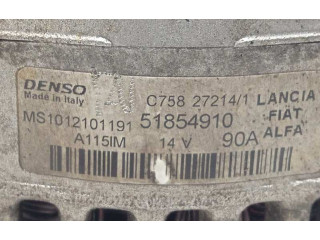 DENSO
Made in Italy
C758 27214/1
LANCIA
FIAT
ALFA
MS1012101191
51854910
A115IM
14 V
90A